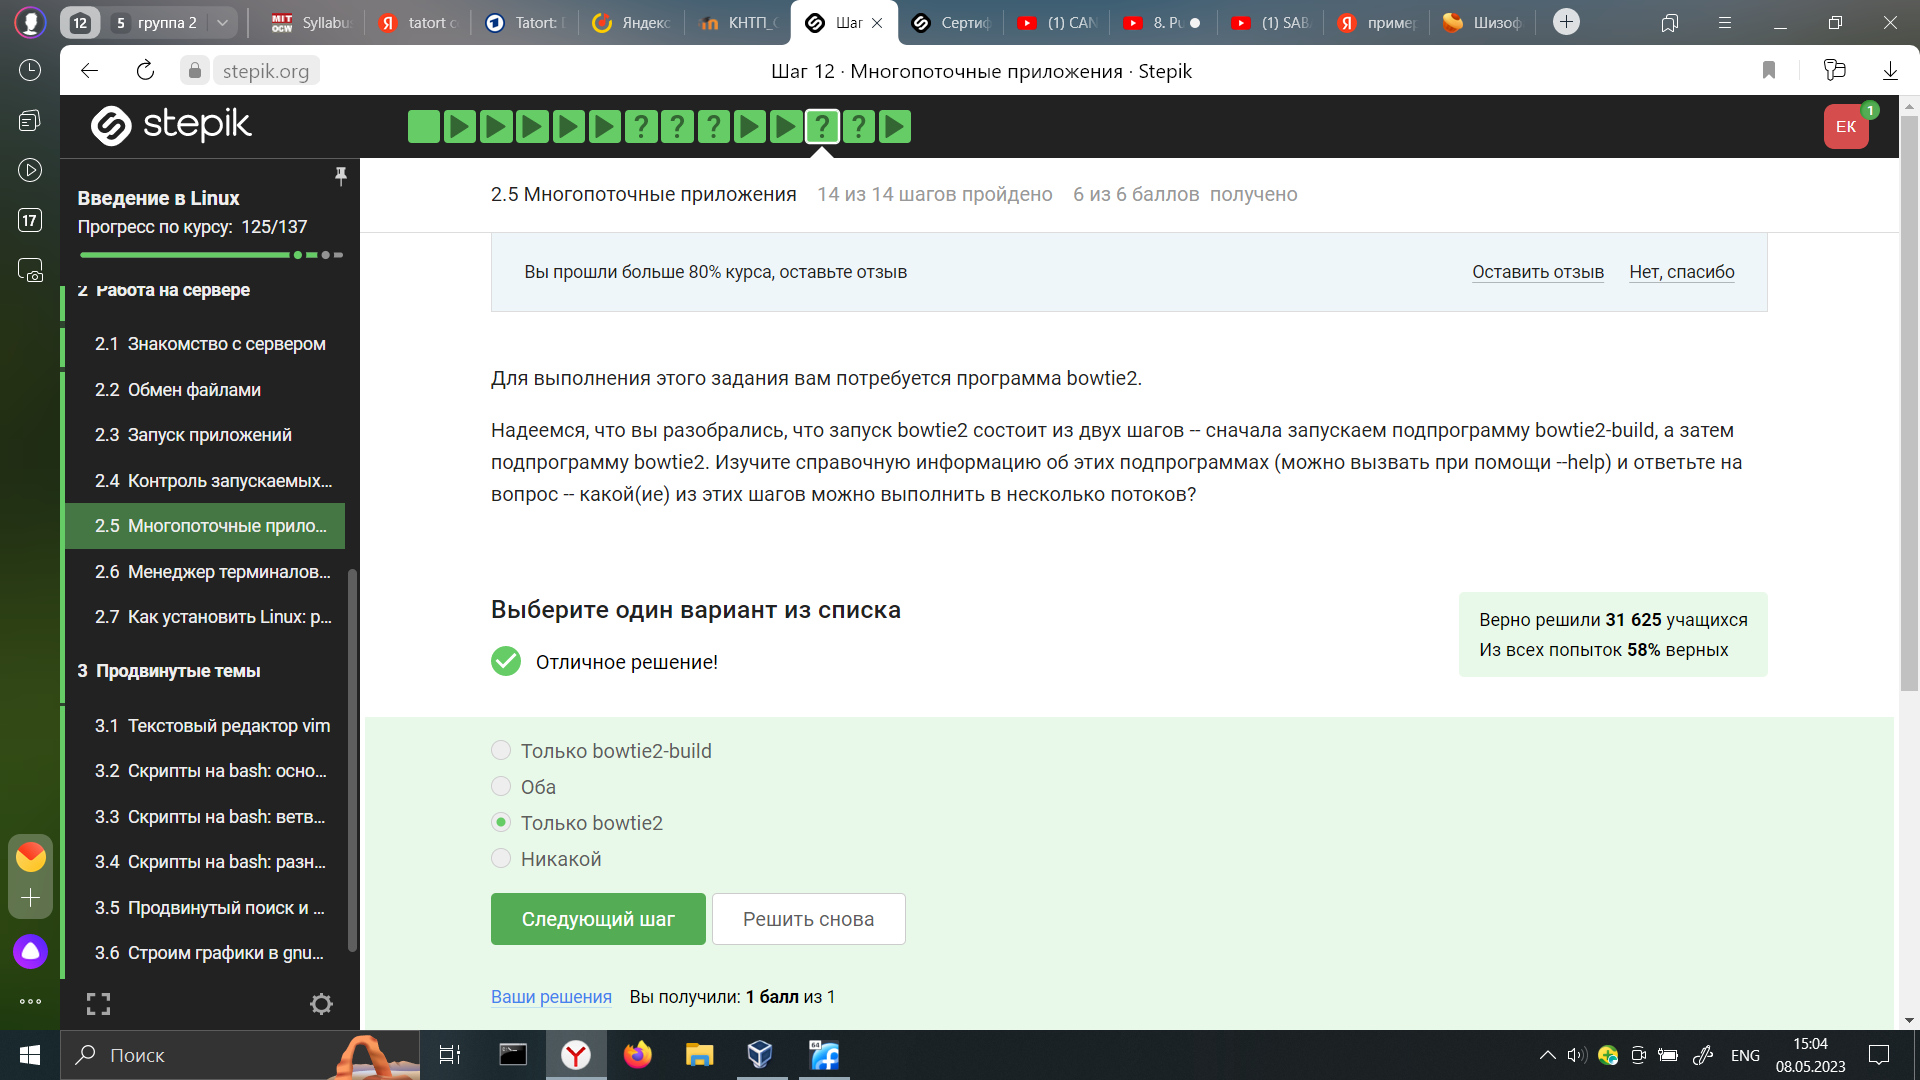 12
5 группа 2
MIT OCW Syllabu
tatort c
Tatort: 
Яндекс
КНТП_
Шаг
Сертиф
(1) CAN
8. Pu
(1) SAB
пример
Шизоф
stepik.org
Шаг 12 · Многопоточные приложения · Stepik
17
stepik
? ? ? ? ?
ЕК
1
Введение в Linux
Прогресс по курсу: 125/137
2 Работа на сервере
2.1 Знакомство с сервером
2.2 Обмен файлами
2.3 Запуск приложений
2.4 Контроль запускаемых...
2.5 Многопоточные прило...
2.6 Менеджер терминалов...
2.7 Как установить Linux: р...
3 Продвинутые темы
3.1 Текстовый редактор vim
3.2 Скрипты на bash: осно...
3.3 Скрипты на bash: ветв...
3.4 Скрипты на bash: разн...
3.5 Продвинутый поиск и ...
3.6 Строим графики в gnu...
2.5 Многопоточные приложения 14 из 14 шагов пройдено 6 из 6 баллов получено
Вы прошли больше 80% курса, оставьте отзыв
Оставить отзыв Нет, спасибо
Для выполнения этого задания вам потребуется программа bowtie2.
Надеемся, что вы разобрались, что запуск bowtie2 состоит из двух шагов -- сначала запускаем подпрограмму bowtie2-build, а затем
подпрограмму bowtie2. Изучите справочную информацию об этих подпрограммах (можно вызвать при помощи --help) и ответьте на
вопрос -- какой(ие) из этих шагов можно выполнить в несколько потоков?
Выберите один вариант из списка
Отличное решение!
Верно решили 31 625 учащихся
Из всех попыток 58% верных
Только bowtie2-build
Оба
Только bowtie2
Никакой
Следующий шаг
Решить снова
Ваши решения Вы получили: 1 балл из 1
Поиск
64
ENG
15:04
08.05.2023